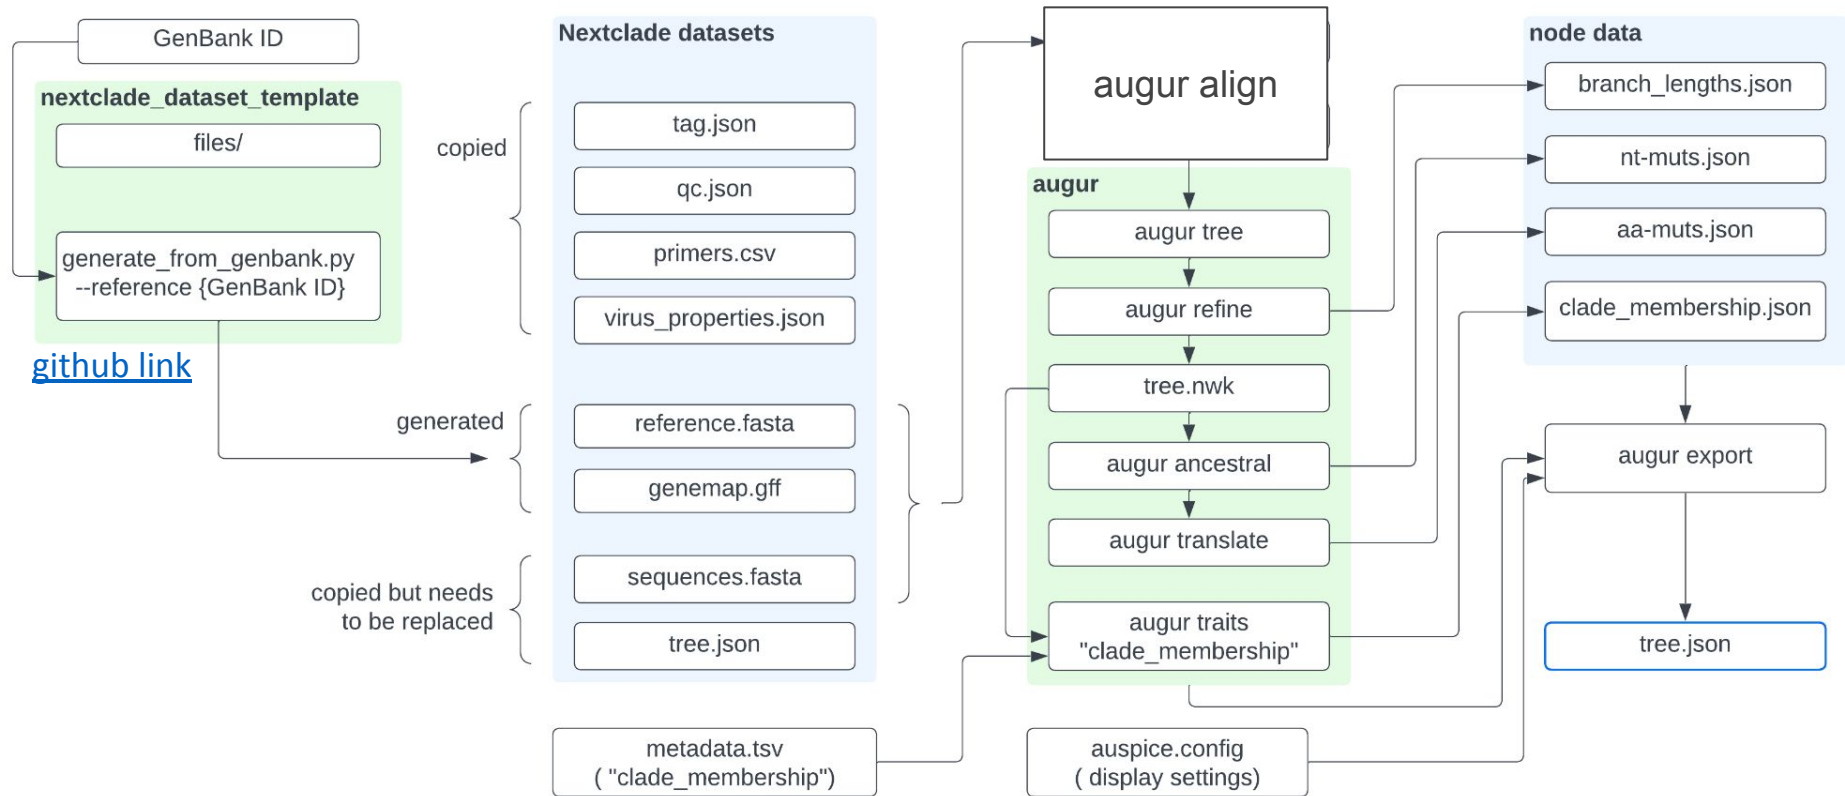 GenBank ID
nextclade_dataset_template
files/
generate_from_genbank.py
--reference {GenBank ID}
github link
copied
generated
copied but needs
to be replaced
Nextclade datasets
tag.json
qc.json
primers.csv
virus_properties.json
reference.fasta
genemap.gff
sequences.fasta
tree.json
metadata.tsv
( "clade_membership")
augur align
augur
augur tree
augur refine
tree.nwk
augur ancestral
augur translate
augur traits
"clade_membership"
auspice.config
( display settings)
node data
branch_lengths.json
nt-muts.json
aa-muts.json
clade_membership.json
augur export
tree.json